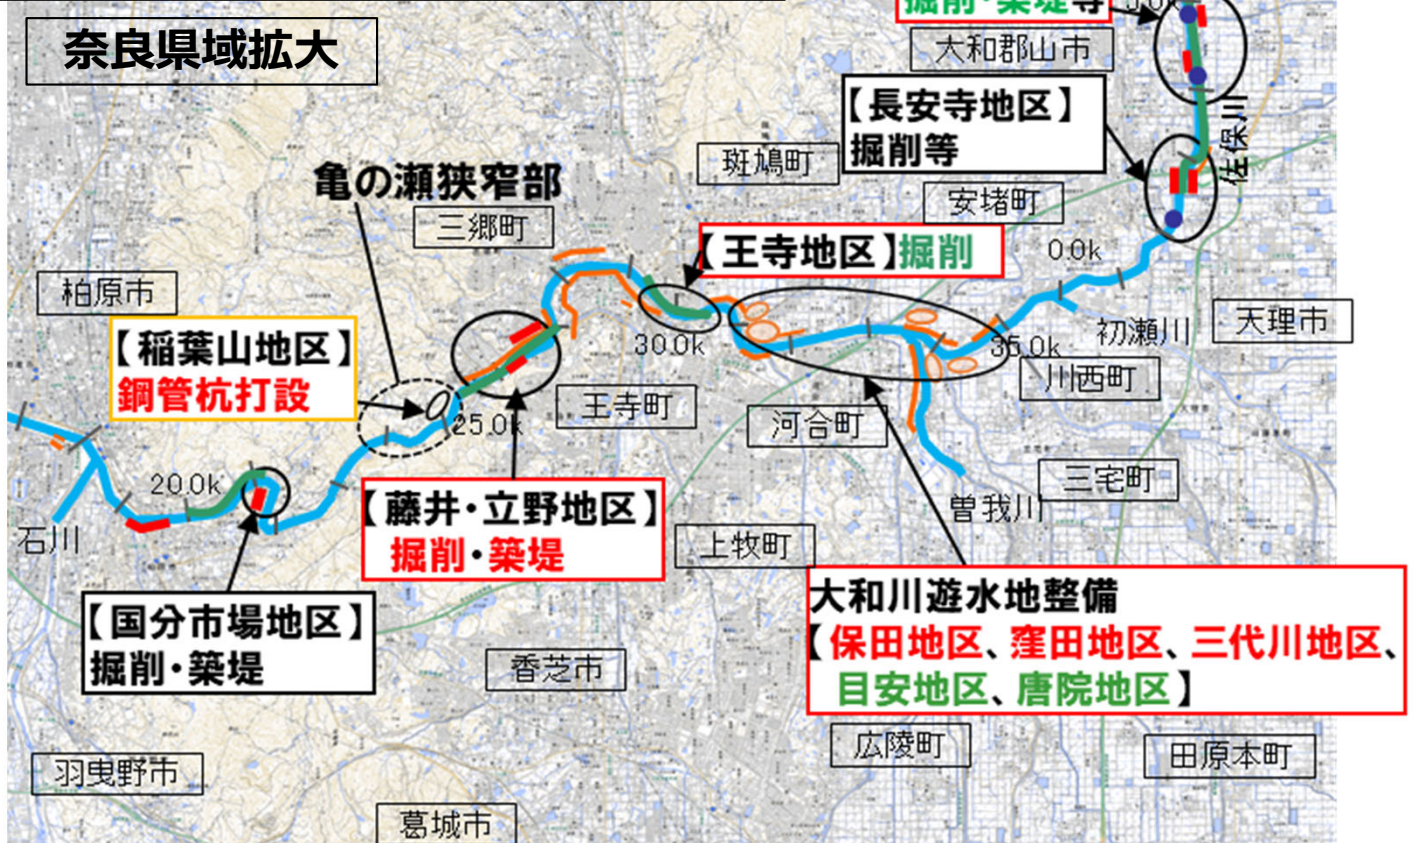 掘削・築堤等
奈良県域拡大
大和郡山市
【長安寺地区】
掘削等
佐保川
斑鳩町
亀の瀬狭窄部
安堵町
三郷町
【王寺地区】掘削
0.0k
柏原市
天理市
初瀬川
【稲葉山地区】
鋼管杭打設
30.0k
35.0k
川西町
王寺町
河合町
25.0k
三宅町
20.0k
曽我川
【藤井・立野地区】
掘削・築堤
石川
上牧町
大和川遊水地整備
【保田地区、窪田地区、三代川地区、
目安地区、唐院地区】
【国分市場地区】
掘削・築堤
香芝市
広陵町
田原本町
羽曳野市
葛城市